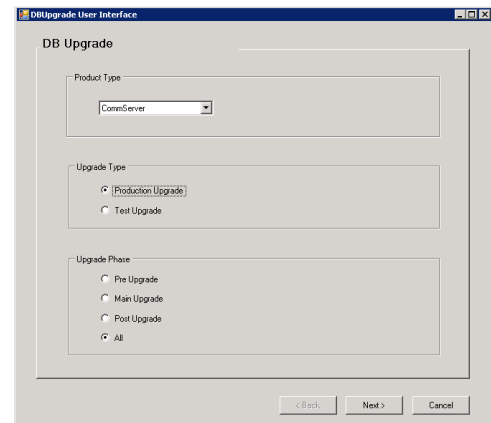 DBUpgrade User Interface
DB Upgrade
Product Type
CommServer
Upgrade Type
Production Upgrade
Test Upgrade
Upgrade Phase
Pre Upgrade
Main Upgrade
Post Upgrade
All
< Back
Next >
Cancel